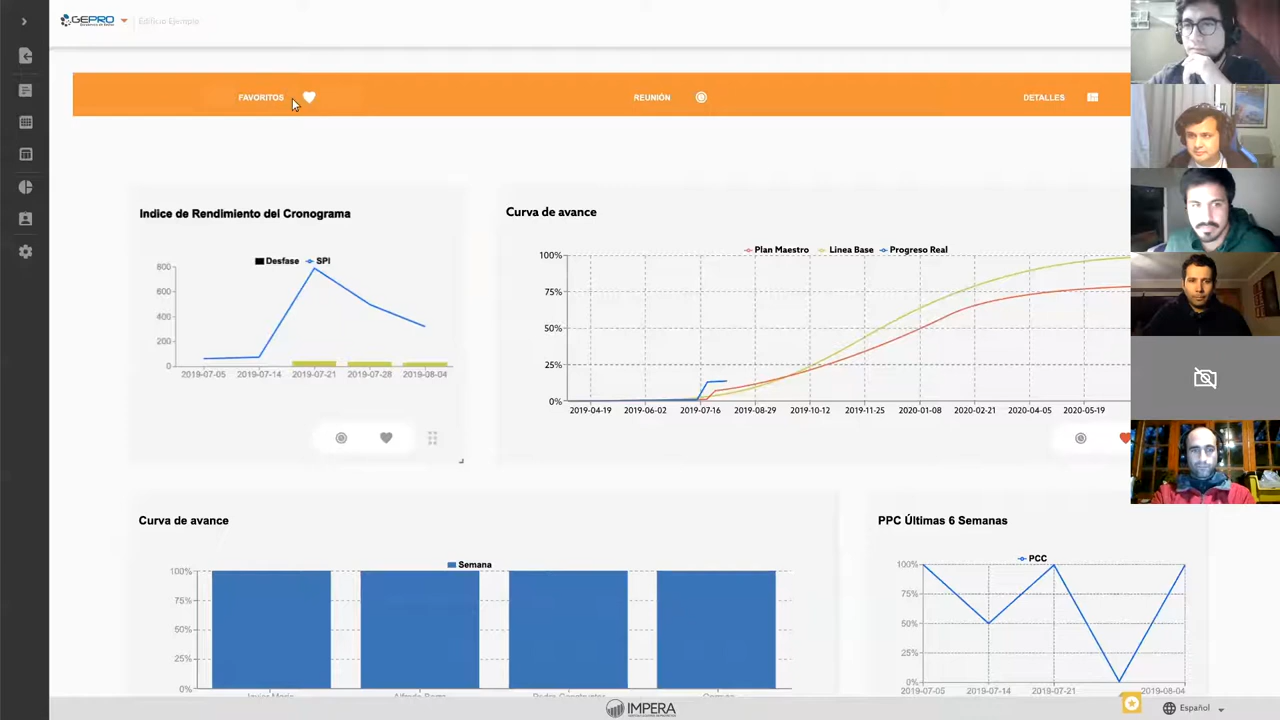 GEPRO
Edificio Ejemplo
FAVORITOS
REUNIÓN
DETALLES
Indice de Rendimiento del Cronograma
Desfase SPI
800
600
400
200
0
2019-07-05 2019-07-14 2019-07-21 2019-07-28 2019-08-04
Curva de avance
Plan Maestro Linea Base Progreso Real
100%
75%
50%
25%
0%
2019-04-19 2019-06-02 2019-07-16 2019-08-29 2019-10-12 2019-11-25 2020-01-08 2020-02-21 2020-04-05 2020-05-19
Curva de avance
Semana
100%
75%
50%
25%
0%
PPC Últimas 6 Semanas
PCC
100%
75%
50%
25%
0%
2019-07-05 2019-07-14 2019-07-21 2019-08-04
IMPERA
Español